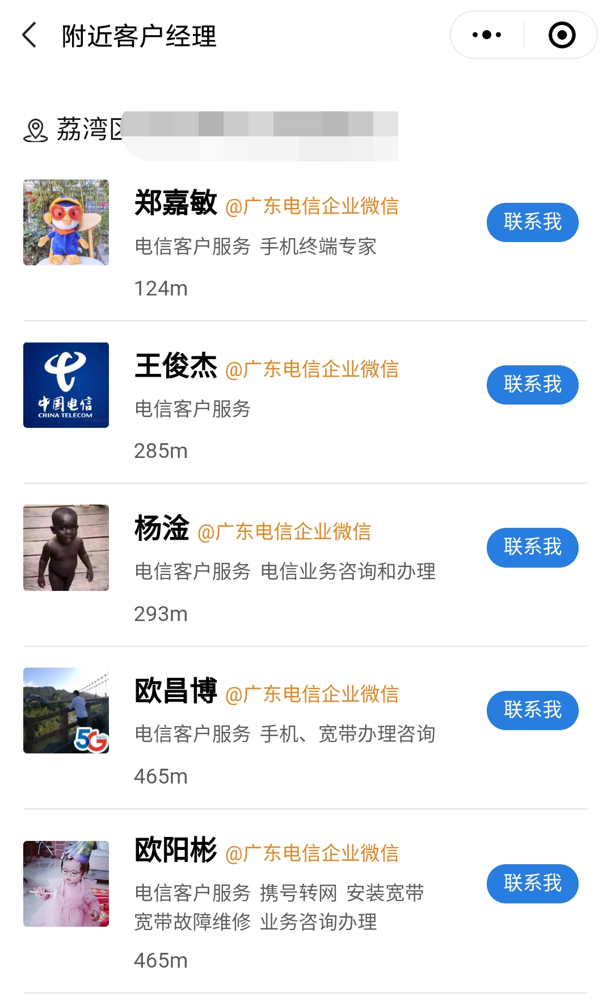 附近客户经理
荔湾区
郑嘉敏 @广东电信企业微信
电信客户服务 手机终端专家
联系我
124m
王俊杰 @广东电信企业微信
中国电信
CHINA TELECOM
电信客户服务
联系我
285m
杨淦 @广东电信企业微信
电信客户服务 电信业务咨询和办理
联系我
293m
欧昌博 @广东电信企业微信
5G
hello
电信客户服务 手机、宽带办理咨询
联系我
465m
欧阳彬 @广东电信企业微信
电信客户服务 携号转网 安装宽带
宽带故障维修 业务咨询办理
联系我
465m